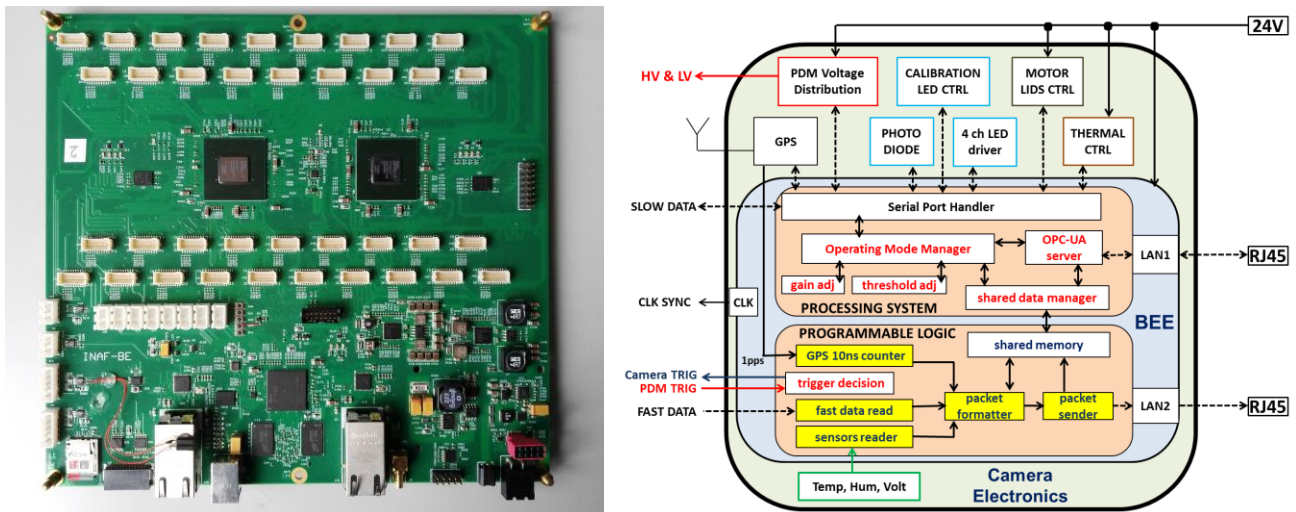 2
INAF-BE
24V
HV & LV
PDM Voltage
Distribution
CALIBRATION
LED CTRL
MOTOR
LIDS CTRL
GPS
PHOTO
DIODE
4 ch LED
driver
THERMAL
CTRL
SLOW DATA
Serial Port Handler
Operating Mode Manager
OPC-UA
server
LAN1
RJ45
gain adj
threshold adj
shared data manager
CLK SYNC
CLK
PROCESSING SYSTEM
BEE
PROGRAMMABLE LOGIC
shared memory
1pps
GPS 10ns counter
Camera TRIG
PDM TRIG
trigger decision
FAST DATA
fast data read
packet
formatter
packet
sender
LAN2
RJ45
sensors reader
Temp, Hum, Volt
Camera
Electronics